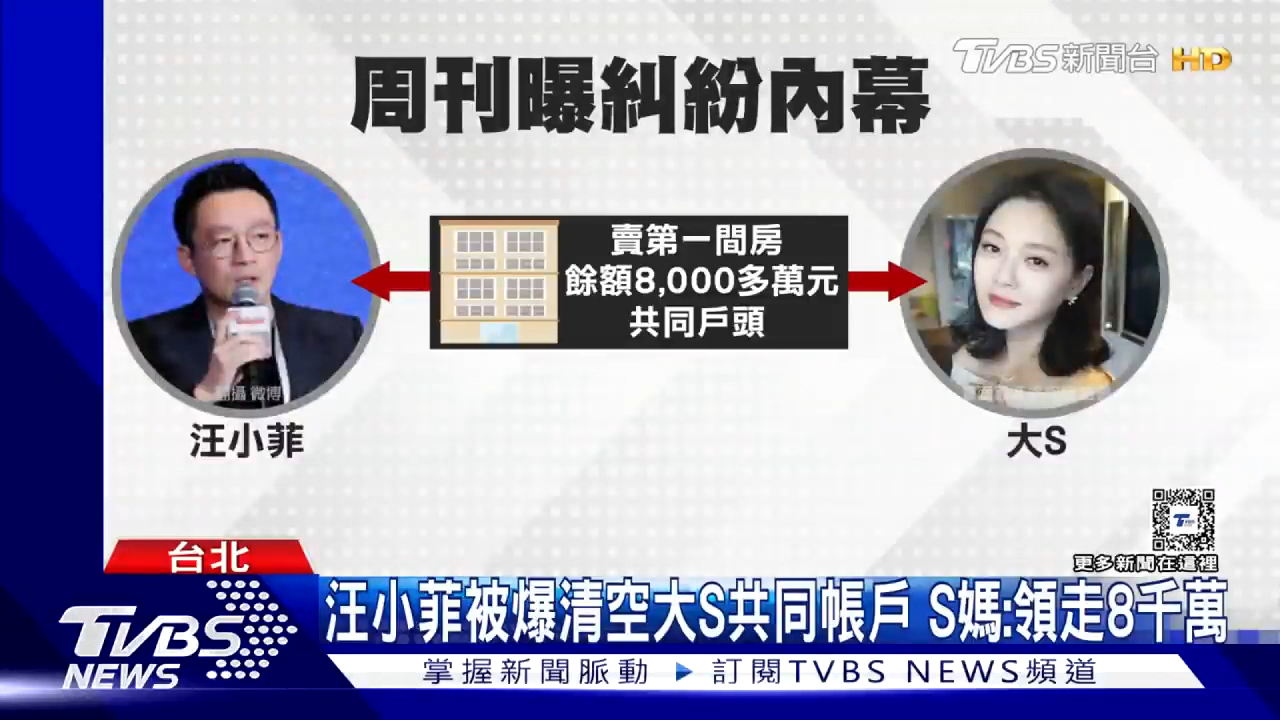 TVBS新聞台 HD
周刊曝糾紛內幕
賣第一間房
餘額8,000多萬元
共同戶頭
翻攝 微博
汪小菲
大S
更多新聞在這裡
台北
汪小菲被爆清空大S共同帳戶 S媽:領走8千萬
TVBS
NEWS
掌握新聞脈動 ▶ 訂閱TVBS NEWS頻道